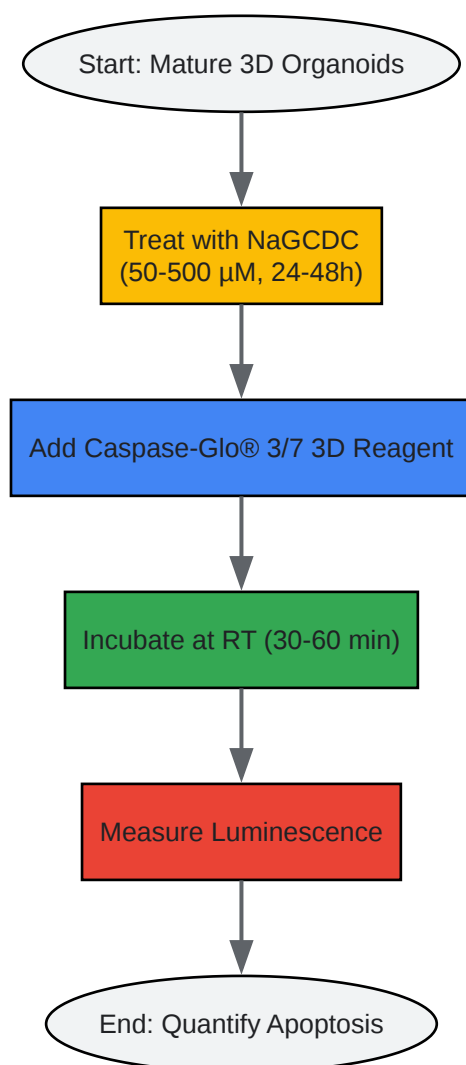 Start: Mature 3D Organoids
Treat with NaGCDC
(50-500 µM, 24-48h)
Add Caspase-Glo® 3/7 3D Reagent
Incubate at RT (30-60 min)
Measure Luminescence
End: Quantify Apoptosis